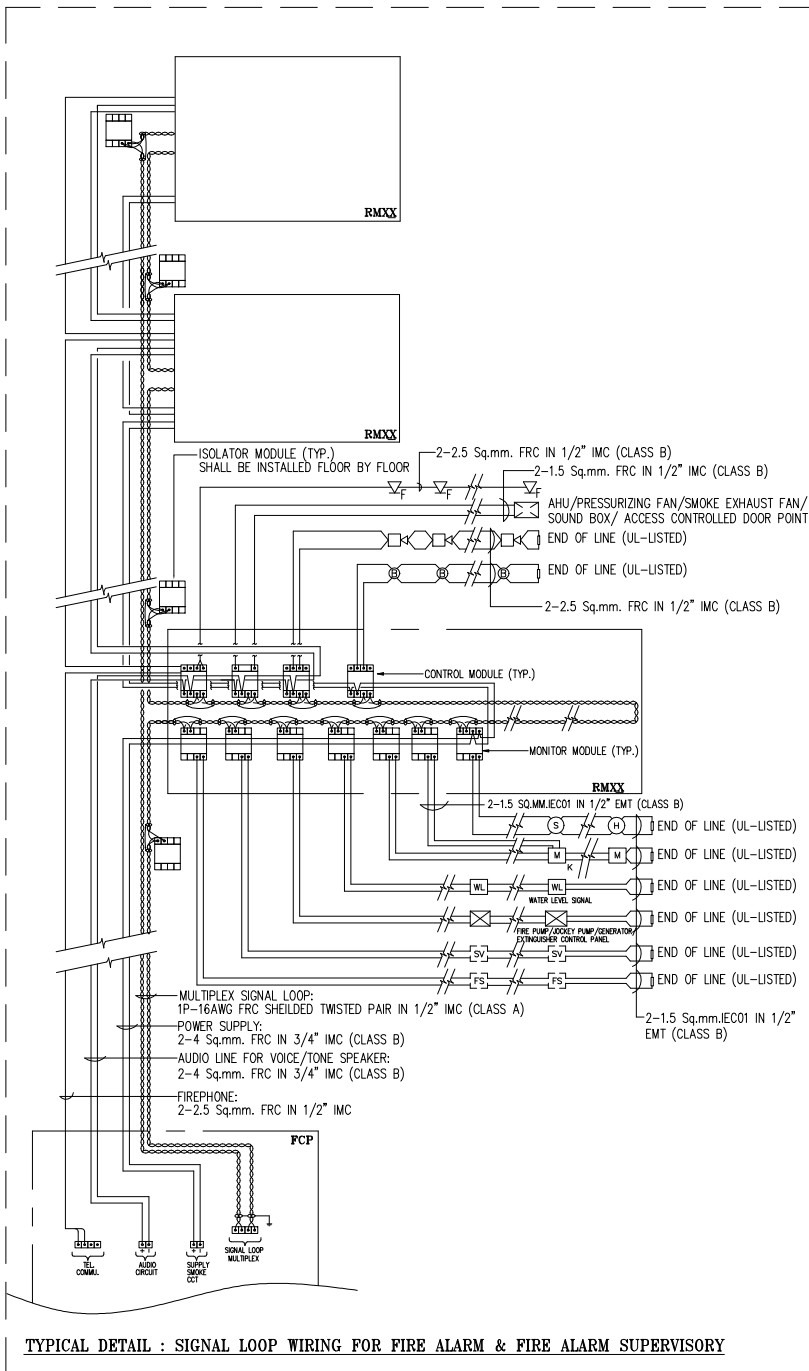 RMXX
RMXX
ISOLATOR MODULE (TYP.)
SHALL BE INSTALLED FLOOR BY FLOOR
2-2.5 Sq.mm. FRC IN 1/2" IMC (CLASS B)
2-1.5 Sq.mm. FRC IN 1/2" IMC (CLASS B)
F F F
AHU/PRESSURIZING FAN/SMOKE EXHAUST FAN/
SOUND BOX/ ACCESS CONTROLLED DOOR POINT
END OF LINE (UL-LISTED)
B B B
END OF LINE (UL-LISTED)
2-2.5 Sq.mm. FRC IN 1/2" IMC (CLASS B)
CONTROL MODULE (TYP.)
MONITOR MODULE (TYP.)
RMXX
2-1.5 SQ.MM.IEC01 IN 1/2" EMT (CLASS B)
S H END OF LINE (UL-LISTED)
M K M END OF LINE (UL-LISTED)
WL WL END OF LINE (UL-LISTED)
WATER LEVEL SIGNAL
END OF LINE (UL-LISTED)
FIRE PUMP/JOCKEY PUMP/GENERATOR/
EXTINGUISHER CONTROL PANEL
SV SV END OF LINE (UL-LISTED)
FS FS END OF LINE (UL-LISTED)
2-1.5 Sq.mm.IEC01 IN 1/2"
EMT (CLASS B)
MULTIPLEX SIGNAL LOOP:
1P-16AWG FRC SHEILDED TWISTED PAIR IN 1/2" IMC (CLASS A)
POWER SUPPLY:
2-4 Sq.mm. FRC IN 3/4" IMC (CLASS B)
AUDIO LINE FOR VOICE/TONE SPEAKER:
2-4 Sq.mm. FRC IN 3/4" IMC (CLASS B)
FIREPHONE:
2-2.5 Sq.mm. FRC IN 1/2" IMC
FCP
+ - + -
TEL.
COMMU.
AUDIO
CIRCUIT
SUPPLY
SMOKE
CCT
SIGNAL LOOP
MULTIPLEX
TYPICAL DETAIL : SIGNAL LOOP WIRING FOR FIRE ALARM & FIRE ALARM SUPERVISORY